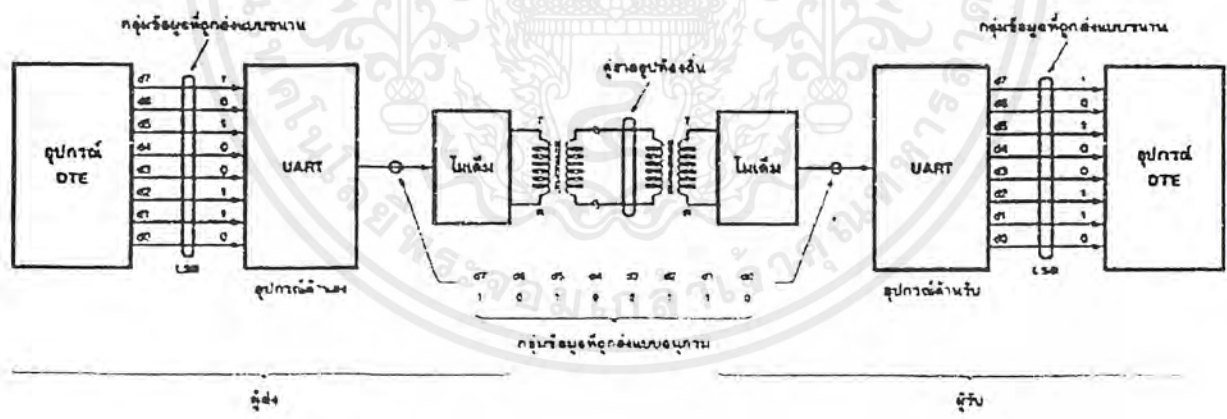 กลุ่มข้อมูลที่ถูกส่งแบบขนาน
กลุ่มข้อมูลที่ถูกส่งแบบขนาน
คู่สายรูปท้องถิ่น
อุปกรณ์
DTE
d7 1
d6 0
d5 1
d4 0
d3 0
d2 1
d1 1
d0 0
LSB
UART
อุปกรณ์ด้านส่ง
โมเด็ม
T
R
T
R
โมเด็ม
UART
อุปกรณ์ด้านรับ
d7 1
d6 0
d5 1
d4 0
d3 0
d2 1
d1 1
d0 0
LSB
อุปกรณ์
DTE
d7 d6 d5 d4 d3 d2 d1 d0
1 0 1 0 0 1 1 0
กลุ่มข้อมูลที่ถูกส่งแบบอนุกรม
ผู้ส่ง
ผู้รับ